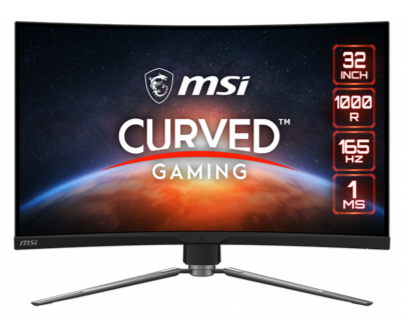 msi
CURVED™
GAMING
32
INCH
1000
R
165
HZ
1
MS
msi